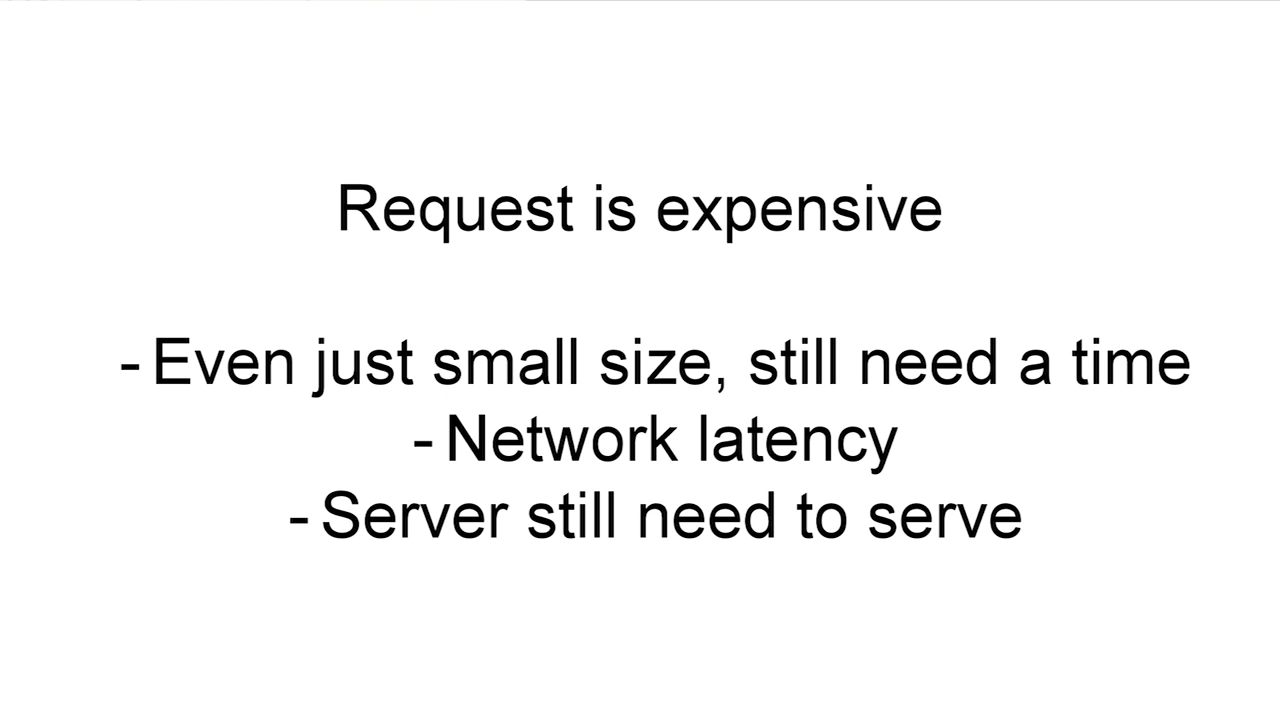 Request is expensive
- Even just small size, still need a time
- Network latency
- Server still need to serve